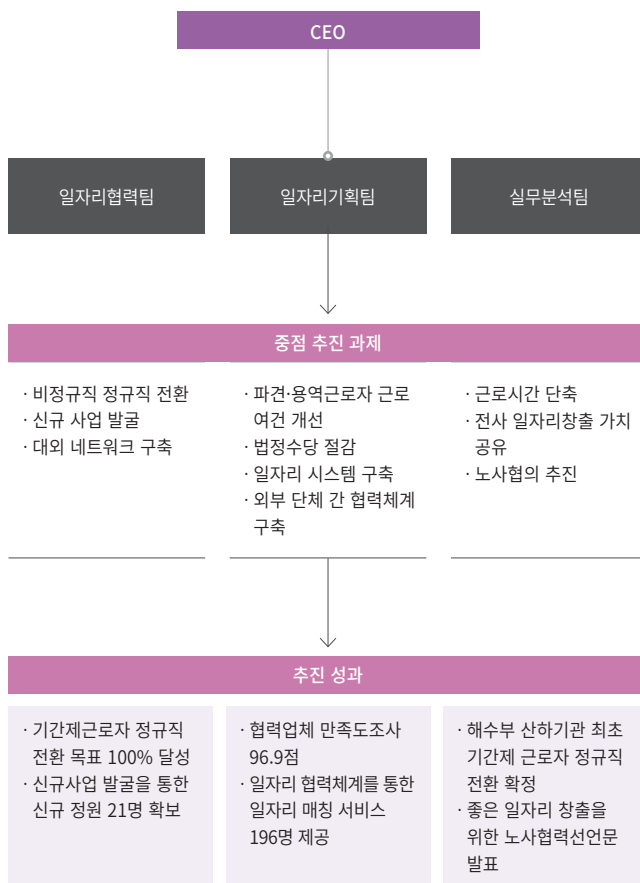 CEO
일자리협력팀
일자리기획팀
실무분석팀
중점 추진 과제
· 비정규직 정규직 전환
· 신규 사업 발굴
· 대외 네트워크 구축
· 파견·용역근로자 근로
여건 개선
· 법정수당 절감
· 일자리 시스템 구축
· 외부 단체 간 협력체계
구축
· 근로시간 단축
· 전사 일자리창출 가치
공유
· 노사협의 추진
추진 성과
· 기간제근로자 정규직
전환 목표 100% 달성
· 신규사업 발굴을 통한
신규 정원 21명 확보
· 협력업체 만족도조사
96.9점
· 일자리 협력체계를 통한
일자리 매칭 서비스
196명 제공
· 해수부 산하기관 최초
기간제 근로자 정규직
전환 확정
· 좋은 일자리 창출을
위한 노사협력선언문
발표